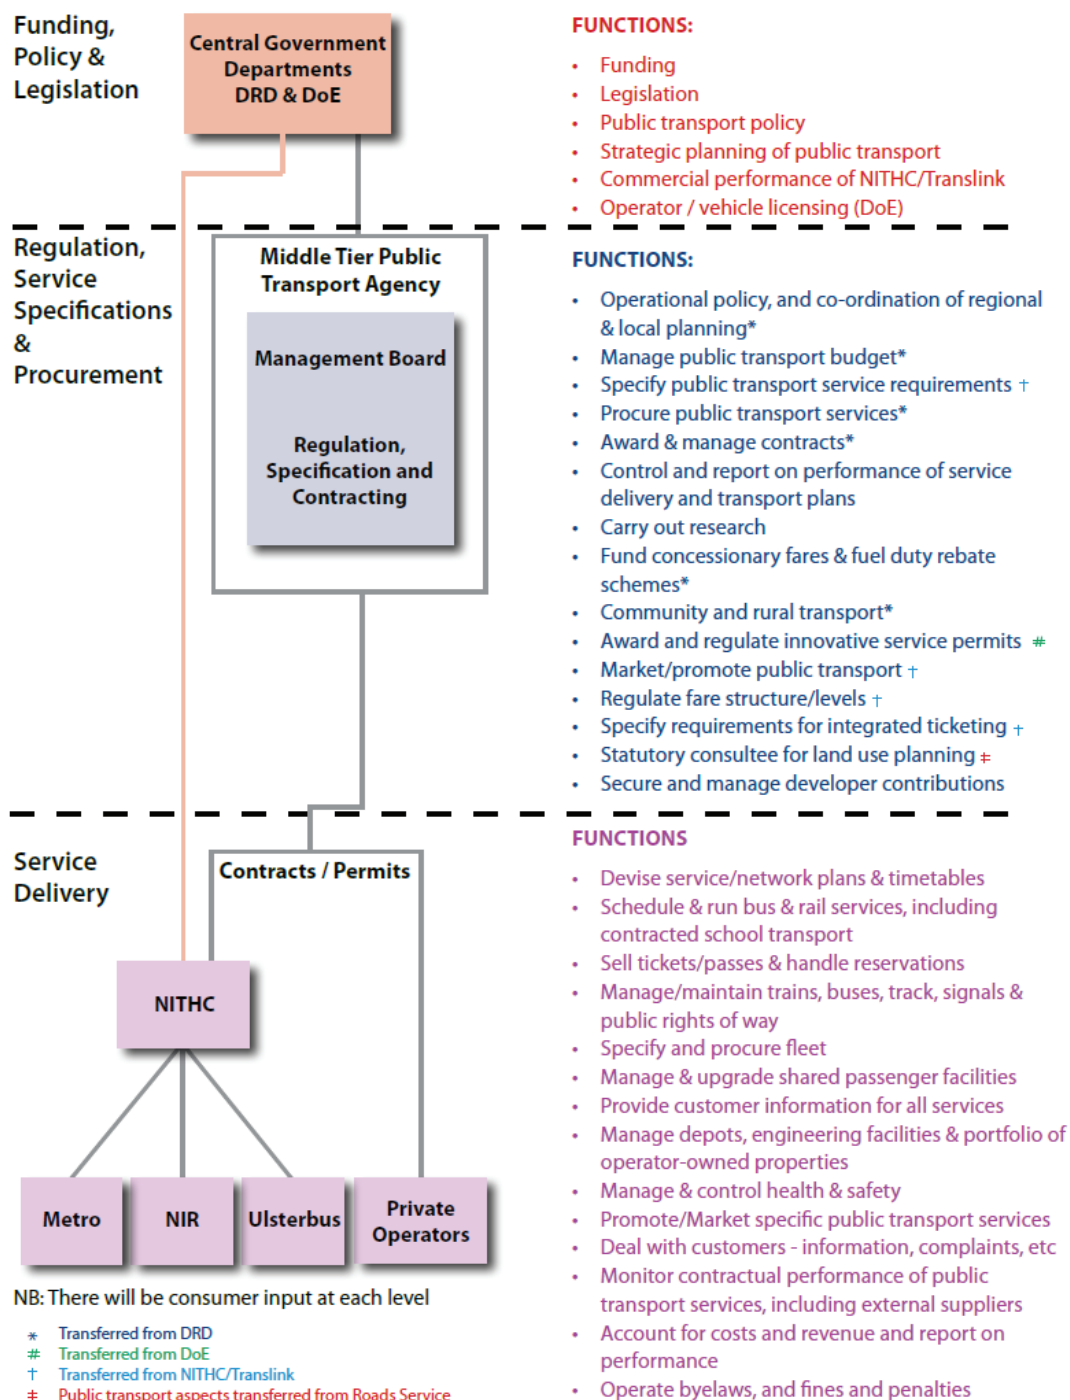 Funding,
Policy &
Legislation
Central Government
Departments
DRD & DoE
FUNCTIONS:
• Funding
• Legislation
• Public transport policy
• Strategic planning of public transport
• Commercial performance of NITHC/Translink
• Operator / vehicle licensing (DoE)
Regulation,
Service
Specifications
&
Procurement
Middle Tier Public
Transport Agency
Management Board
Regulation,
Specification and
Contracting
FUNCTIONS:
• Operational policy, and co-ordination of regional
& local planning*
• Manage public transport budget*
• Specify public transport service requirements †
• Procure public transport services*
• Award & manage contracts*
• Control and report on performance of service
delivery and transport plans
• Carry out research
• Fund concessionary fares & fuel duty rebate
schemes*
• Community and rural transport*
• Award and regulate innovative service permits #
• Market/promote public transport †
• Regulate fare structure/levels †
• Specify requirements for integrated ticketing †
• Statutory consultee for land use planning ‡
• Secure and manage developer contributions
Service
Delivery
Contracts / Permits
NITHC
Metro
NIR
Ulsterbus
Private
Operators
FUNCTIONS
• Devise service/network plans & timetables
• Schedule & run bus & rail services, including
contracted school transport
• Sell tickets/passes & handle reservations
• Manage/maintain trains, buses, track, signals &
public rights of way
• Specify and procure fleet
• Manage & upgrade shared passenger facilities
• Provide customer information for all services
• Manage depots, engineering facilities & portfolio of
operator-owned properties
• Manage & control health & safety
• Promote/Market specific public transport services
• Deal with customers - information, complaints, etc
• Monitor contractual performance of public
transport services, including external suppliers
• Account for costs and revenue and report on
performance
• Operate byelaws, and fines and penalties
NB: There will be consumer input at each level
* Transferred from DRD
# Transferred from DoE
† Transferred from NITHC/Translink
‡ Public transport aspects transferred from Roads Service